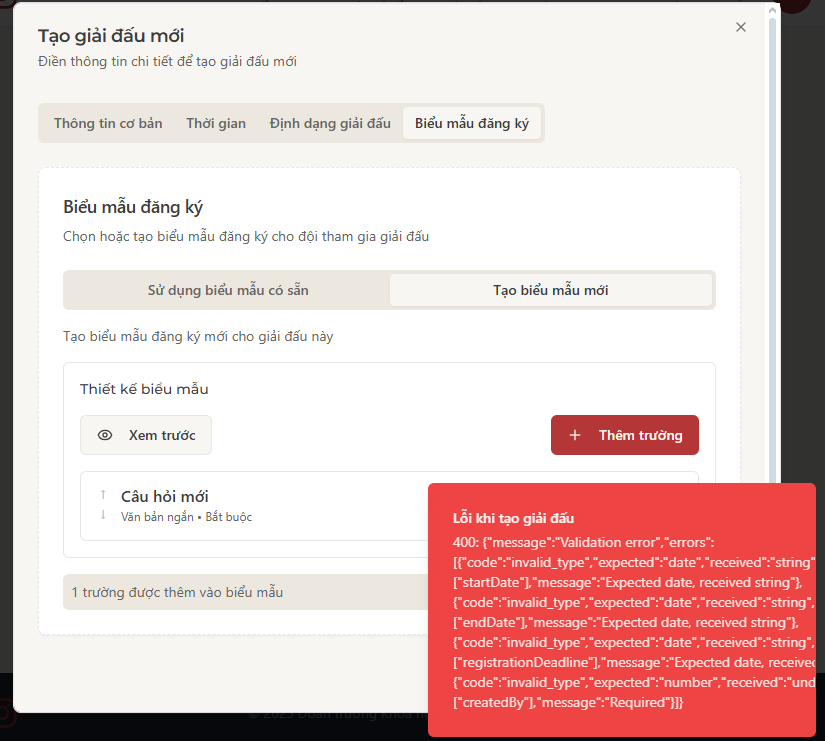 Tạo giải đấu mới
Điền thông tin chi tiết để tạo giải đấu mới
Thông tin cơ bản Thời gian Định dạng giải đấu Biểu mẫu đăng ký
Biểu mẫu đăng ký
Chọn hoặc tạo biểu mẫu đăng ký cho đội tham gia giải đấu
Sử dụng biểu mẫu có sẵn Tạo biểu mẫu mới
Tạo biểu mẫu đăng ký mới cho giải đấu này
Thiết kế biểu mẫu
Xem trước Thêm trường
Câu hỏi mới
Văn bản ngắn • Bắt buộc
1 trường được thêm vào biểu mẫu
Lỗi khi tạo giải đấu
400: {"message":"Validation error","errors":
[{"code":"invalid_type","expected":"date","received":"string"
["startDate"],"message":"Expected date, received string"},
{"code":"invalid_type","expected":"date","received":"string",
["endDate"],"message":"Expected date, received string"},
{"code":"invalid_type","expected":"date","received":"string",
["registrationDeadline"],"message":"Expected date, received
{"code":"invalid_type","expected":"number","received":"und
["createdBy"],"message":"Required"}]}
© 2025 Đoàn trường khoa